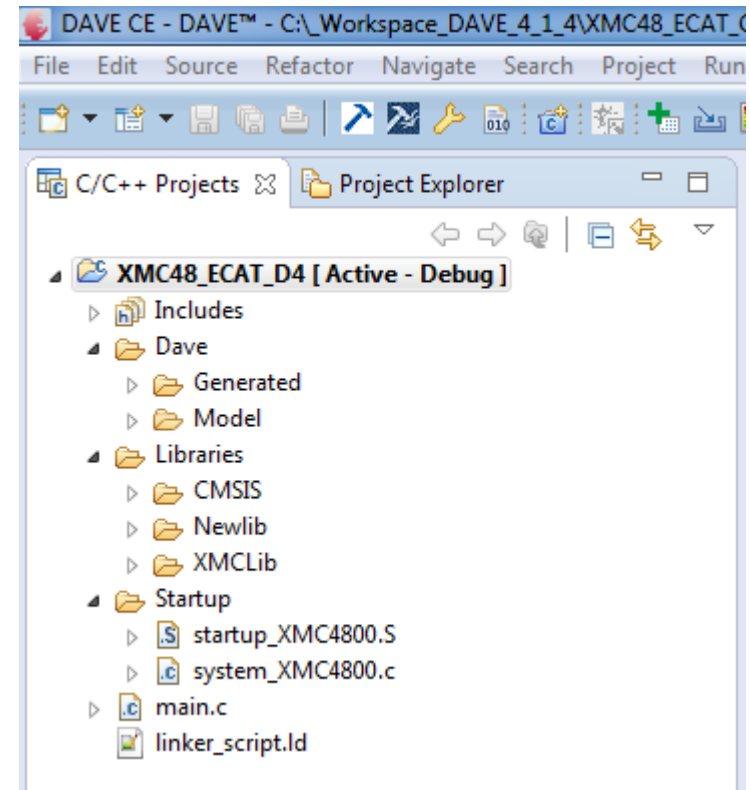 DAVE CE - DAVE™ - C:\_Workspace_DAVE_4_1_4\XMC48_ECAT_
File Edit Source Refactor Navigate Search Project Run
C/C++ Projects Project Explorer
XMC48_ECAT_D4 [ Active - Debug ]
Includes
Dave
Generated
Model
Libraries
CMSIS
Newlib
XMCLib
Startup
startup_XMC4800.S
system_XMC4800.c
main.c
linker_script.ld